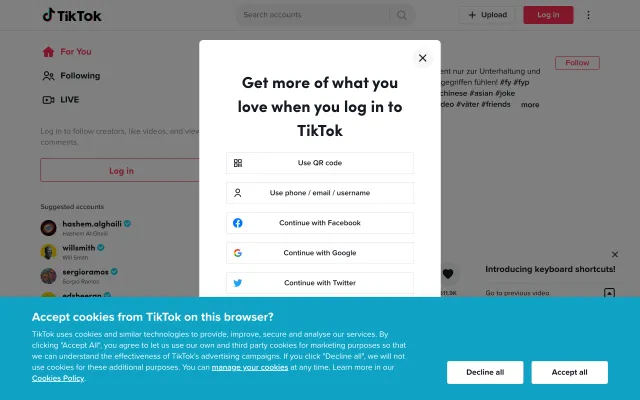 TikTok
Search accounts
Upload
Log in
For You
Following
LIVE
Log in to follow creators, like videos, and view
comments.
Log in
Suggested accounts
hashem.alghaili
Hashem Al-Ghaili
willsmith
Will Smith
sergioramos
Sergio Ramos
edsheeran
Follow
ent nur zur Unterhaltung und
gegriffen fühlen! #fy #fyp
chinese #asian #joke
deo #väter #friends more
Get more of what you
love when you log in to
TikTok
Use QR code
Use phone / email / username
Continue with Facebook
Continue with Google
Continue with Twitter
Introducing keyboard shortcuts!
Go to previous video
Accept cookies from TikTok on this browser?
TikTok uses cookies and similar technologies to provide, improve, secure and analyse our services. By
clicking "Accept All", you agree to let us use our own and third party cookies for marketing purposes so that
we can understand the effectiveness of TikTok's advertising campaigns. If you click "Decline all", we will not
use cookies for these additional purposes. You can manage your cookies at any time. Learn more in our
Cookies Policy.
Decline all
Accept all